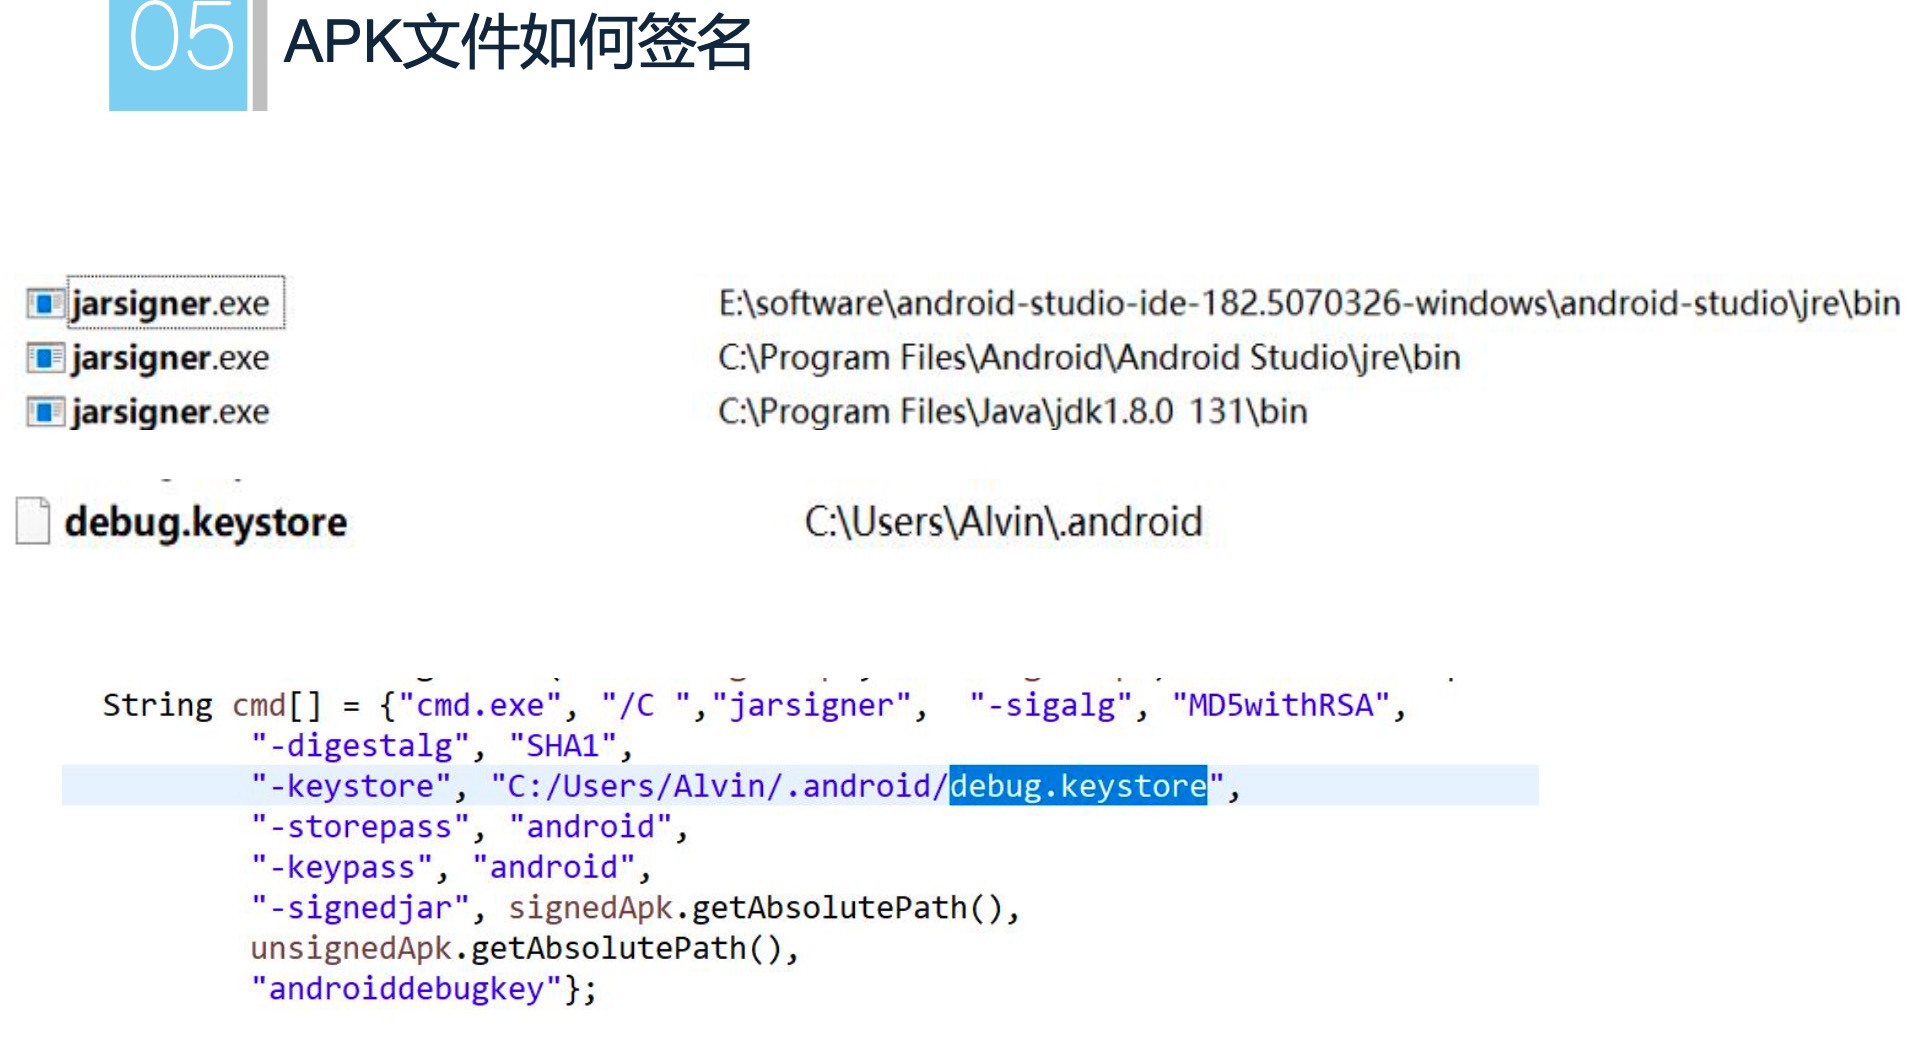 05 APK文件如何签名
jarsigner.exe E:\software\android-studio-ide-182.5070326-windows\android-studio\jre\bin
jarsigner.exe C:\Program Files\Android\Android Studio\jre\bin
jarsigner.exe C:\Program Files\Java\jdk1.8.0 131\bin
debug.keystore C:\Users\Alvin\.android
String cmd[] = {"cmd.exe", "/C ","jarsigner", "-sigalg", "MD5withRSA",
"-digestalg", "SHA1",
"-keystore", "C:/Users/Alvin/.android/debug.keystore",
"-storepass", "android",
"-keypass", "android",
"-signedjar", signedApk.getAbsolutePath(),
unsignedApk.getAbsolutePath(),
"androiddebugkey"};